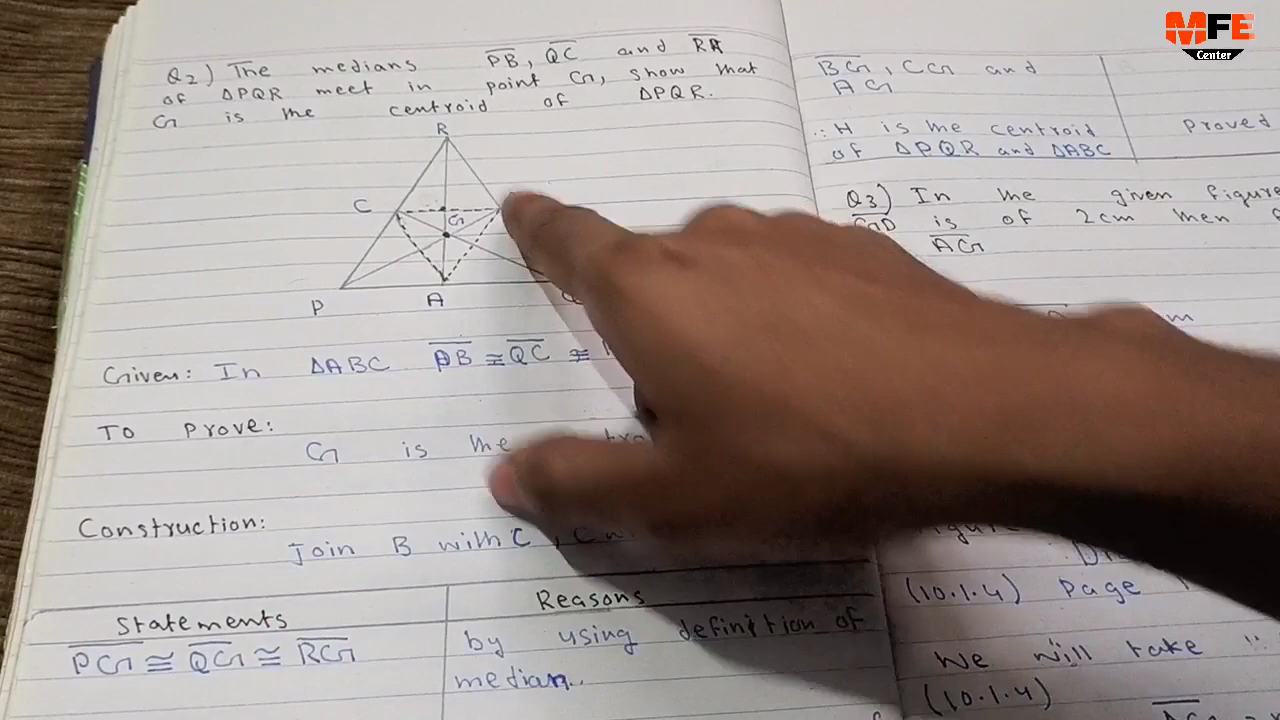 Q2) The medians PB, QC and RA
of ΔPQR meet in point G, show that
G is the centroid of ΔPQR.
R
C
G
P
A
Given: In ΔABC PB ≅ QC ≅
To Prove:
G is the
Construction:
Join B with C,
Statements
Reasons
PG ≅ QG ≅ RG
by using definition of
median.
BG, CG and
AG
∴ H is the centroid
of ΔPQR and ΔABC
Proved
Q3) In the given figure
GD is of 2cm then
AG
m
figure
(10.1.4) Page
We will take
(10.1.4)
MFE
Center